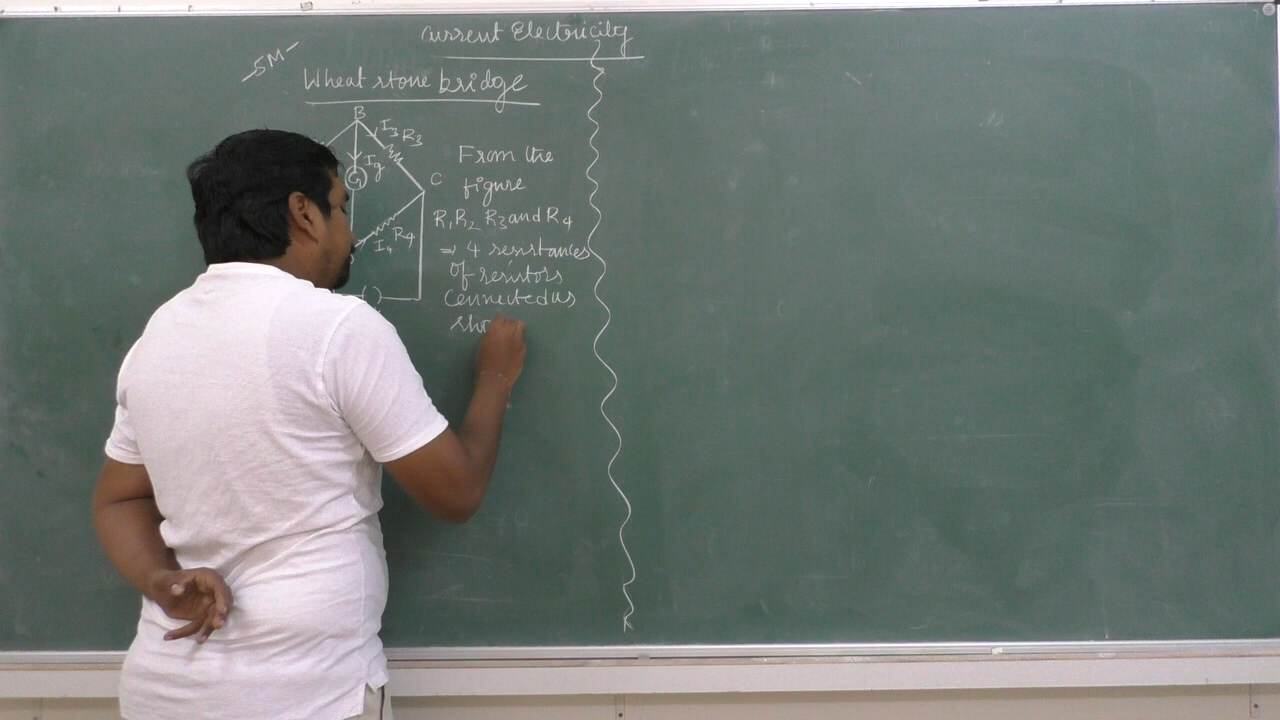 Current Electricity
5M
Wheat stone bridge
B
I3 R3
Ig
G
C
I4 R4
From the
figure
R1 R2 R3 and R4
⇒ 4 resistances
of resistors
Connected as
sho